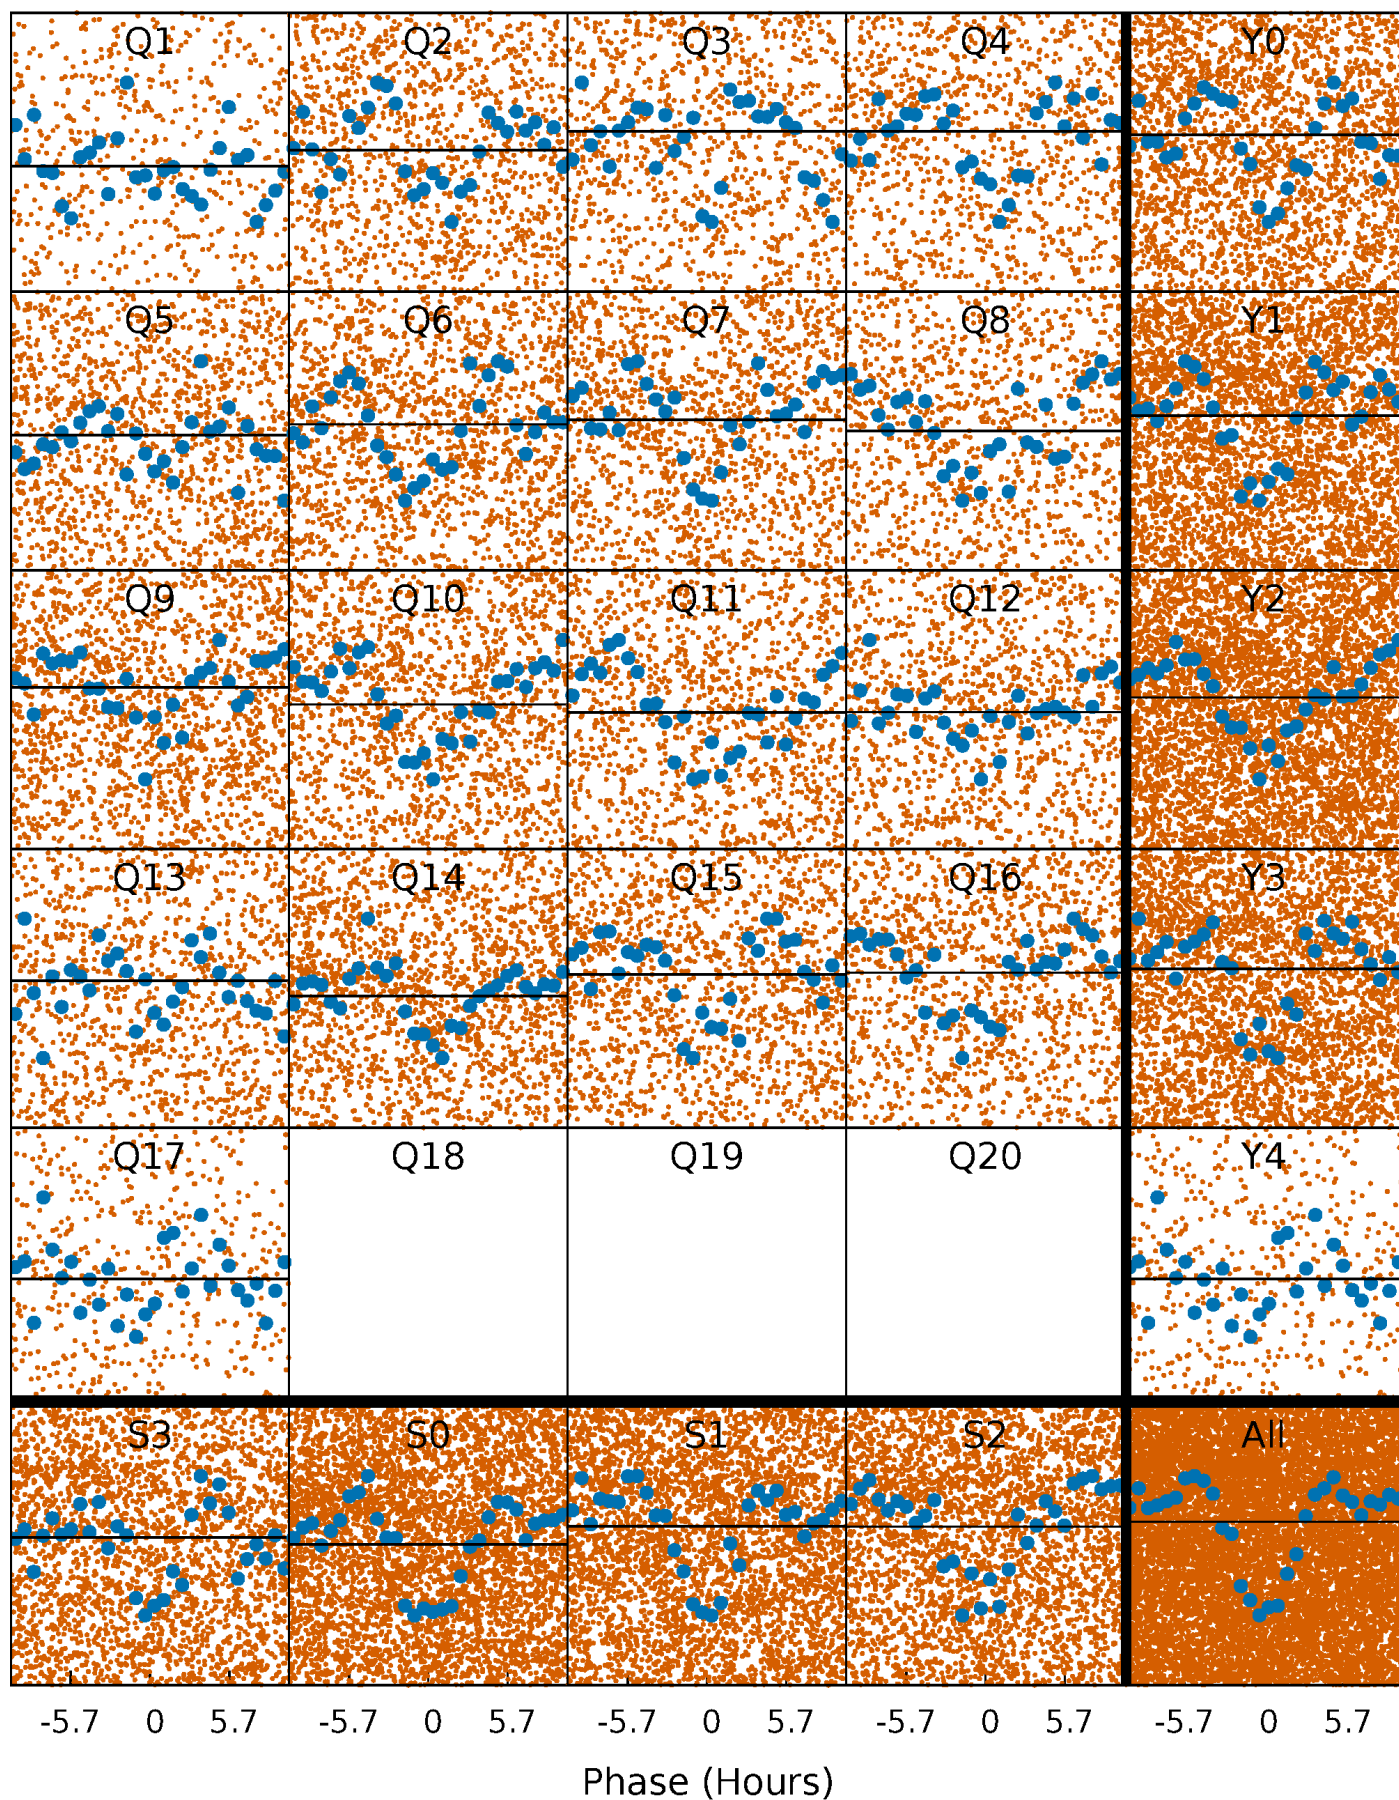 Q1 Q2 Q3 Q4 Y0
Q5 Q6 Q7 Q8 Y1
Q9 Q10 Q11 Q12 Y2
Q13 Q14 Q15 Q16 Y3
Q17 Q18 Q19 Q20 Y4
S3 S0 S1 S2 All
-5.7 0 5.7 -5.7 0 5.7 -5.7 0 5.7 -5.7 0 5.7 -5.7 0 5.7
Phase (Hours)